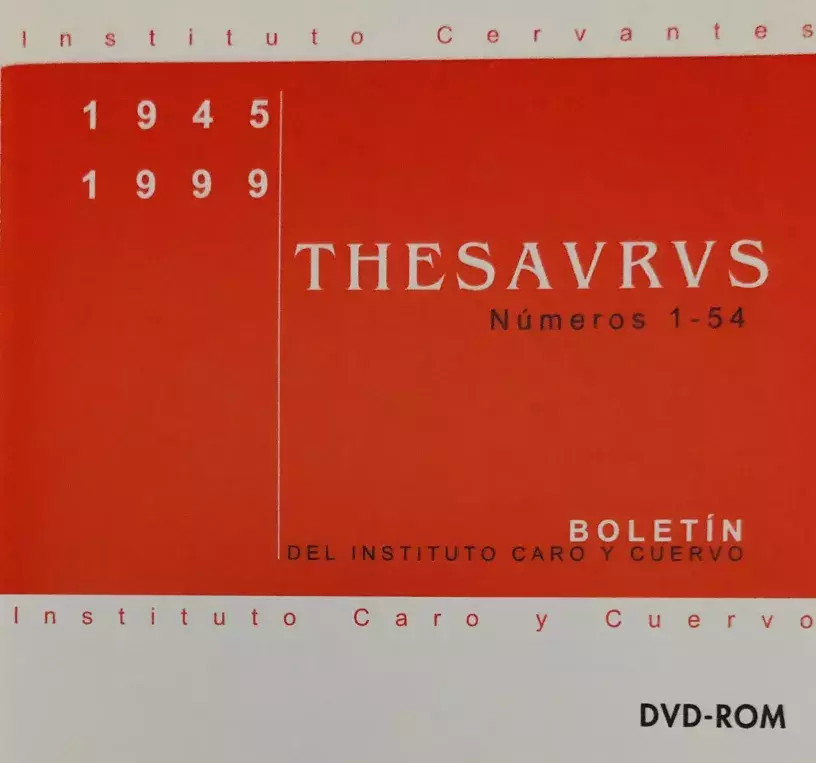 Instituto Cervantes
1945
1999
THESAVRVS
Números 1-54
BOLETÍN
DEL INSTITUTO CARO Y CUERVO
Instituto Caro y Cuervo
DVD-ROM